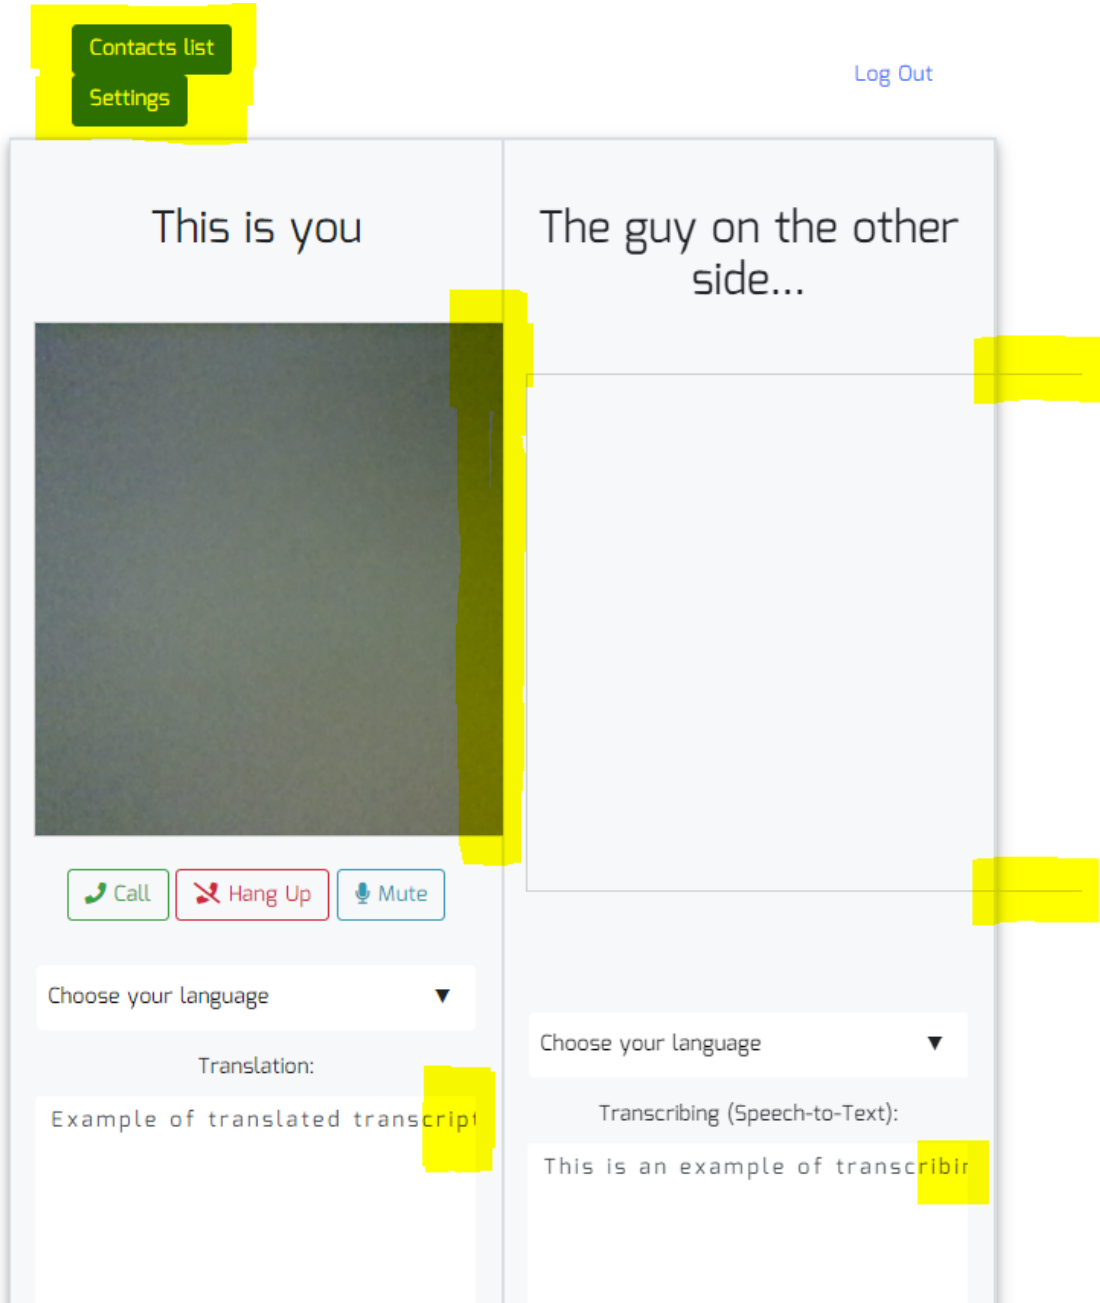 Contacts list
Settings
Log Out
This is you
The guy on the other
side...
Call
Hang Up
Mute
Choose your language
Translation:
Example of translated transcript
Choose your language
Transcribing (Speech-to-Text):
This is an example of transcribin